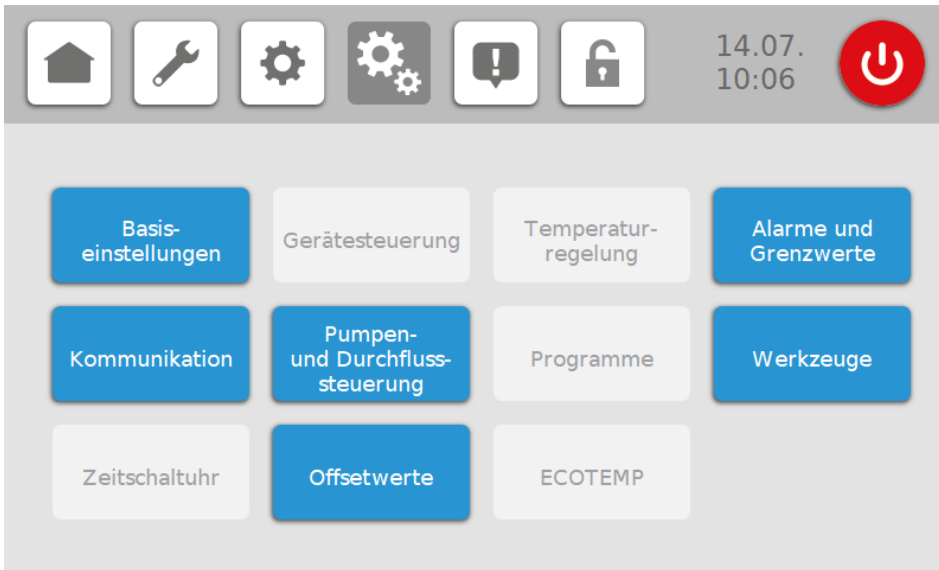 14.07.
10:06
Basis-
einstellungen
Gerätesteuerung
Temperatur-
regelung
Alarme und
Grenzwerte
Kommunikation
Pumpen-
und Durchfluss-
steuerung
Programme
Werkzeuge
Zeitschaltuhr
Offsetwerte
ECOTEMP